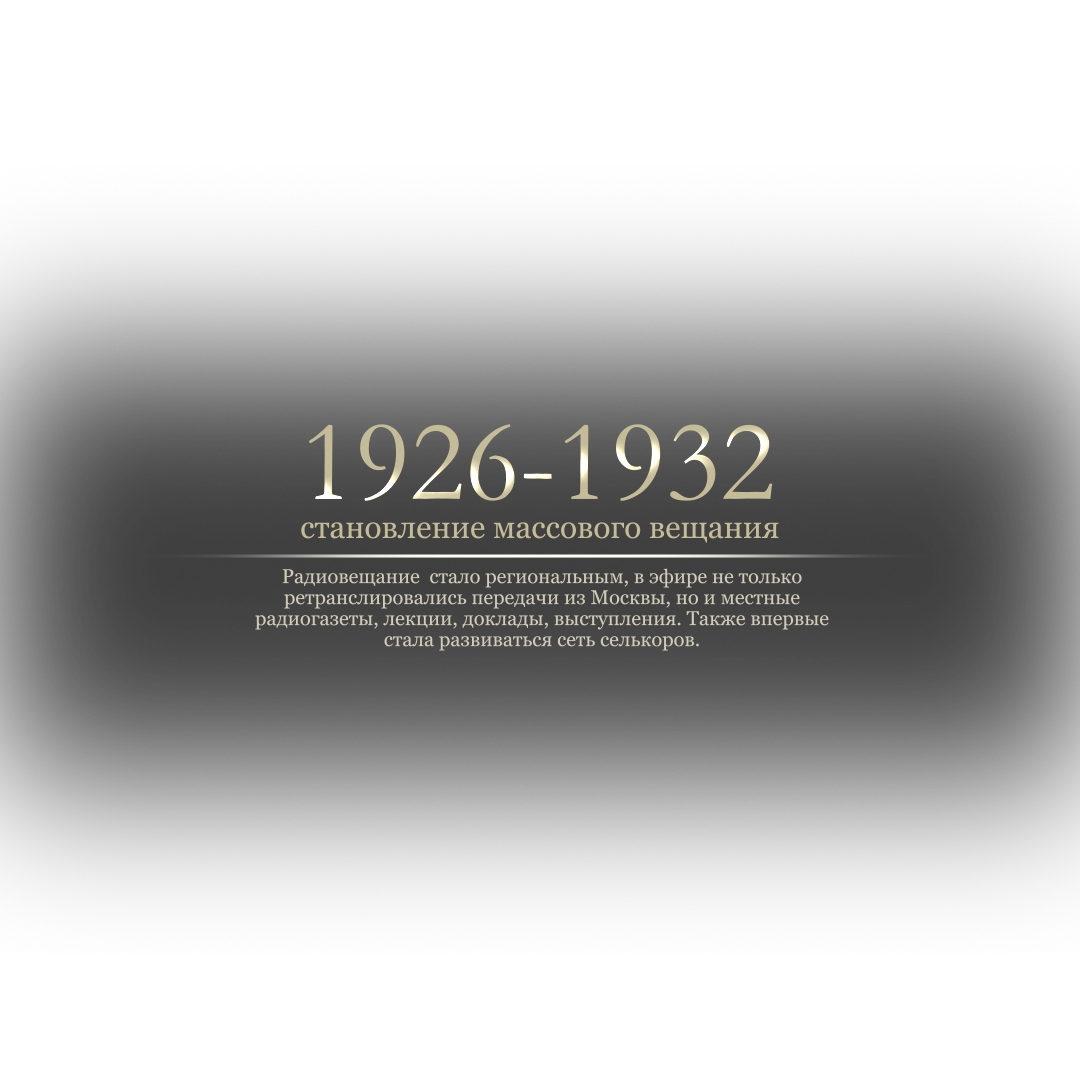 1926-1932
становление массового вещания
Радиовещание  стало региональным, в эфире не только
ретранслировались передачи из Москвы, но и местные
радиогазеты, лекции, доклады, выступления. Также впервые
стала развиваться сеть селькоров.